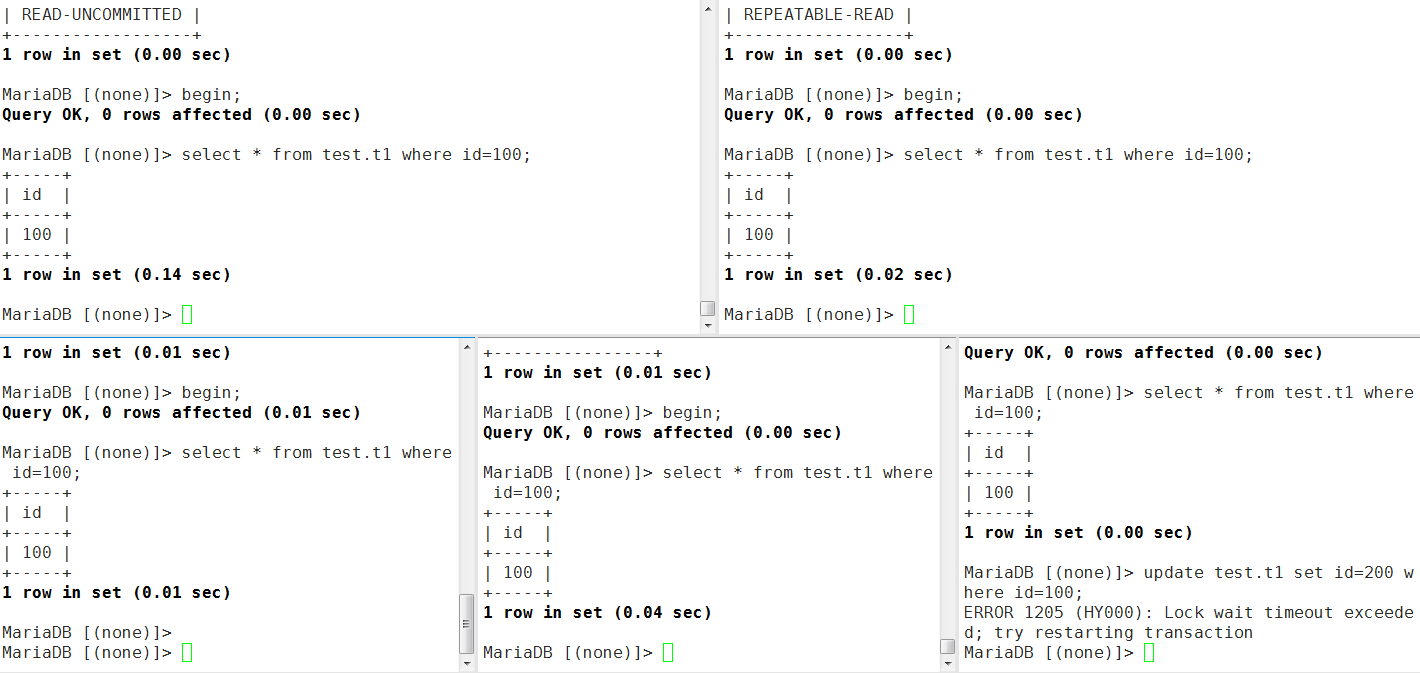 | READ-UNCOMMITTED |
+------------------+
1 row in set (0.00 sec)
MariaDB [(none)]> begin;
Query OK, 0 rows affected (0.00 sec)
MariaDB [(none)]> select * from test.t1 where id=100;
+-----+
| id  |
+-----+
| 100 |
+-----+
1 row in set (0.14 sec)
MariaDB [(none)]>
| REPEATABLE-READ |
+-----------------+
1 row in set (0.00 sec)
MariaDB [(none)]> begin;
Query OK, 0 rows affected (0.00 sec)
MariaDB [(none)]> select * from test.t1 where id=100;
+-----+
| id  |
+-----+
| 100 |
+-----+
1 row in set (0.02 sec)
MariaDB [(none)]>
1 row in set (0.01 sec)
MariaDB [(none)]> begin;
Query OK, 0 rows affected (0.01 sec)
MariaDB [(none)]> select * from test.t1 where
 id=100;
+-----+
| id  |
+-----+
| 100 |
+-----+
1 row in set (0.01 sec)
MariaDB [(none)]>
MariaDB [(none)]>
+----------------+
1 row in set (0.01 sec)
MariaDB [(none)]> begin;
Query OK, 0 rows affected (0.00 sec)
MariaDB [(none)]> select * from test.t1 where
 id=100;
+-----+
| id  |
+-----+
| 100 |
+-----+
1 row in set (0.04 sec)
MariaDB [(none)]>
Query OK, 0 rows affected (0.00 sec)
MariaDB [(none)]> select * from test.t1 where
 id=100;
+-----+
| id  |
+-----+
| 100 |
+-----+
1 row in set (0.00 sec)
MariaDB [(none)]> update test.t1 set id=200 w
here id=100;
ERROR 1205 (HY000): Lock wait timeout exceede
d; try restarting transaction
MariaDB [(none)]>